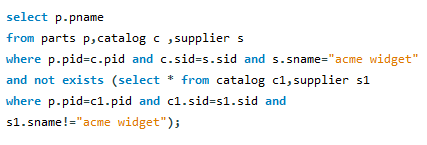 select p.pname
from parts p,catalog c ,supplier s
where p.pid=c.pid and c.sid=s.sid and s.sname="acme widget"
and not exists (select * from catalog c1,supplier s1
where p.pid=c1.pid and c1.sid=s1.sid and
s1.sname!="acme widget");